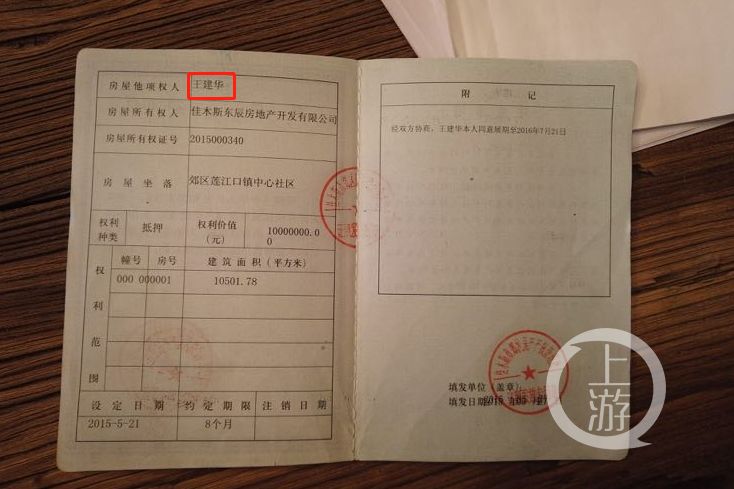 房屋他项权人 王建华
房屋所有权人 佳木斯东辰房地产开发有限公司
房屋所有权证号 2015000340
房屋坐落 郊区莲江口镇中心社区
权利种类 抵押 权利价值(元) 10000000.00
权利范围
幢号 房号 建筑面积(平方米)
000 000001 10501.78
设定日期 约定期限 注销日期
2015-5-21 8个月
附 记
经双方协商,王建华本人同意展期至2016年7月21日
填发单位(盖章):
填发日期
上游